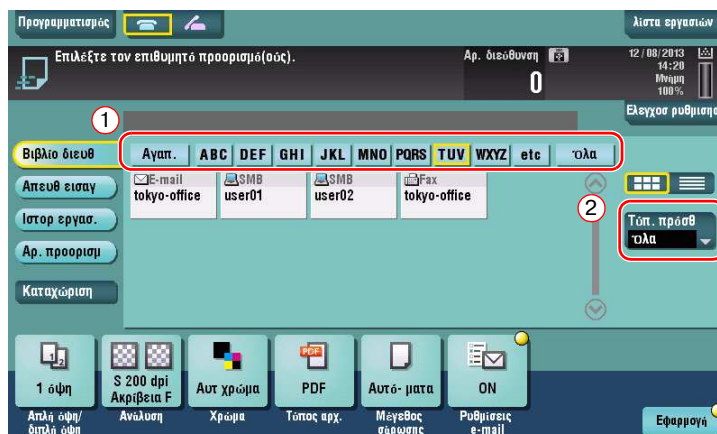 Προγραμματισμός
λίστα εργασιών
Επιλέξτε τον επιθυμητό προορισμό(ούς).
Αρ. διεύθυνση
0
12/08/2013
14:20
Μνήμη
100%
Ελεγχος ρυθμισης
1
Βιβλίο διευθ
Αγαπ. ABC DEF GHI JKL MNO PQRS TUV WXYZ etc Όλα
Απευθ εισαγ
Ιστορ εργασ.
Αρ. προορισμ
Καταχώριση
E-mail
tokyo-office
SMB
user01
SMB
user02
Fax
tokyo-office
2
Τύπ. πρόσθ
Όλα
1 όψη
S 200 dpi
Ακρίβεια F
Αυτ χρώμα
PDF
PDF
Αυτό- ματα
ON
Απλή όψη/
διπλή όψη
Ανάλυση
Χρώμα
Τύπος αρχ.
Μέγεθος
σάρωσης
Ρυθμίσεις
e-mail
Εφαρμογή